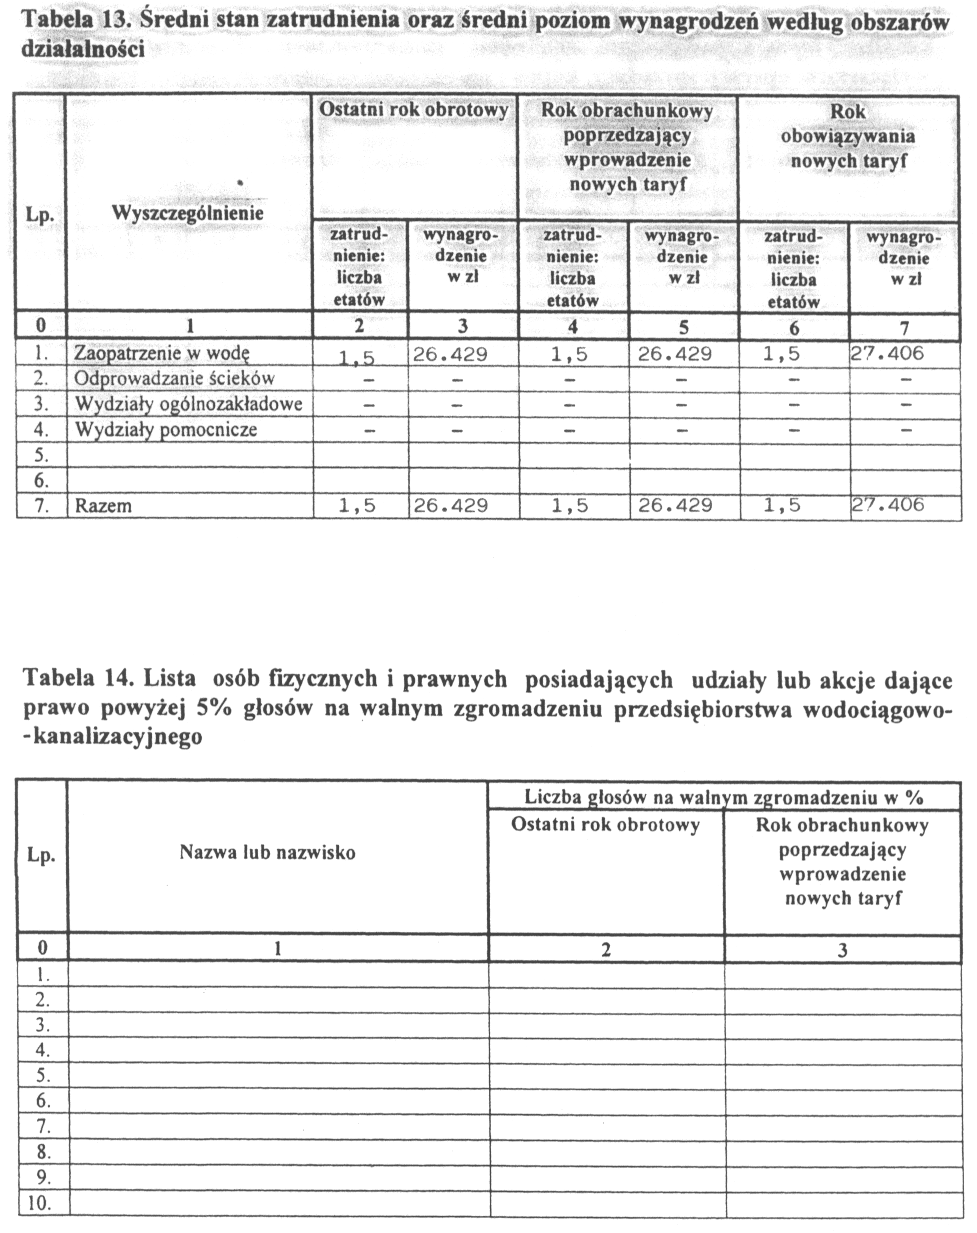 Tabela 13. Średni stan zatrudnienia oraz średni poziom wynagrodzeń według obszarów
działalności
Lp. Wyszczególnienie Ostatni rok obrotowy Rok obrachunkowy poprzedzający wprowadzenie nowych taryf Rok obowiązywania nowych taryf
zatrud-nienie: liczba etatów wynagro-dzenie w zł zatrud-nienie: liczba etatów wynagro-dzenie w zł zatrud-nienie: liczba etatów wynagro-dzenie w zł
0 1 2 3 4 5 6 7
1. Zaopatrzenie w wodę 1,5 26.429 1,5 26.429 1,5 27.406
2. Odprowadzanie ścieków – – – – – –
3. Wydziały ogólnozakładowe – – – – – –
4. Wydziały pomocnicze – – – – – –
5.
6.
7. Razem 1,5 26.429 1,5 26.429 1,5 27.406
Tabela 14. Lista osób fizycznych i prawnych posiadających udziały lub akcje dające
prawo powyżej 5% głosów na walnym zgromadzeniu przedsiębiorstwa wodociągowo-
-kanalizacyjnego
Lp. Nazwa lub nazwisko Liczba głosów na walnym zgromadzeniu w %
Ostatni rok obrotowy Rok obrachunkowy poprzedzający wprowadzenie nowych taryf
0 1 2 3
1.
2.
3.
4.
5.
6.
7.
8.
9.
10.